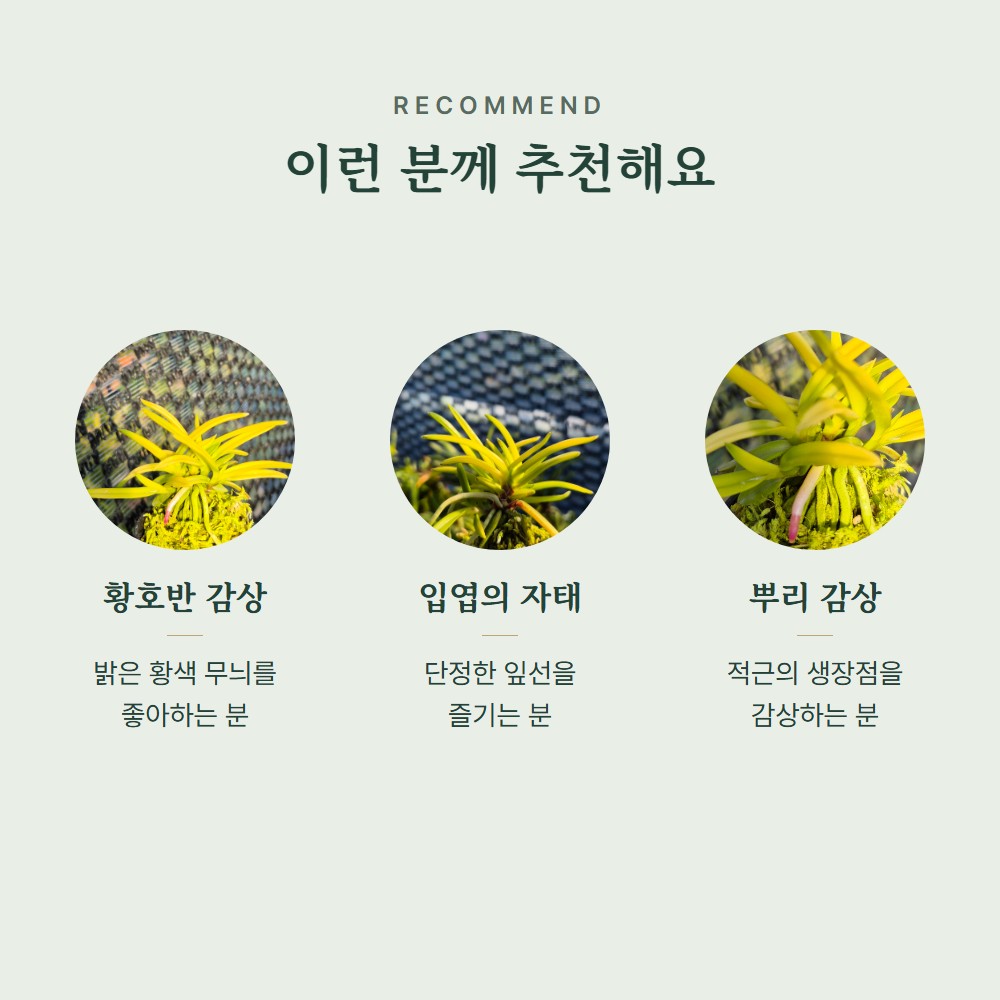 RECOMMEND
이런 분께 추천해요
황호반 감상
밝은 황색 무늬를
좋아하는 분
입엽의 자태
단정한 잎선을
즐기는 분
뿌리 감상
적근의 생장점을
감상하는 분